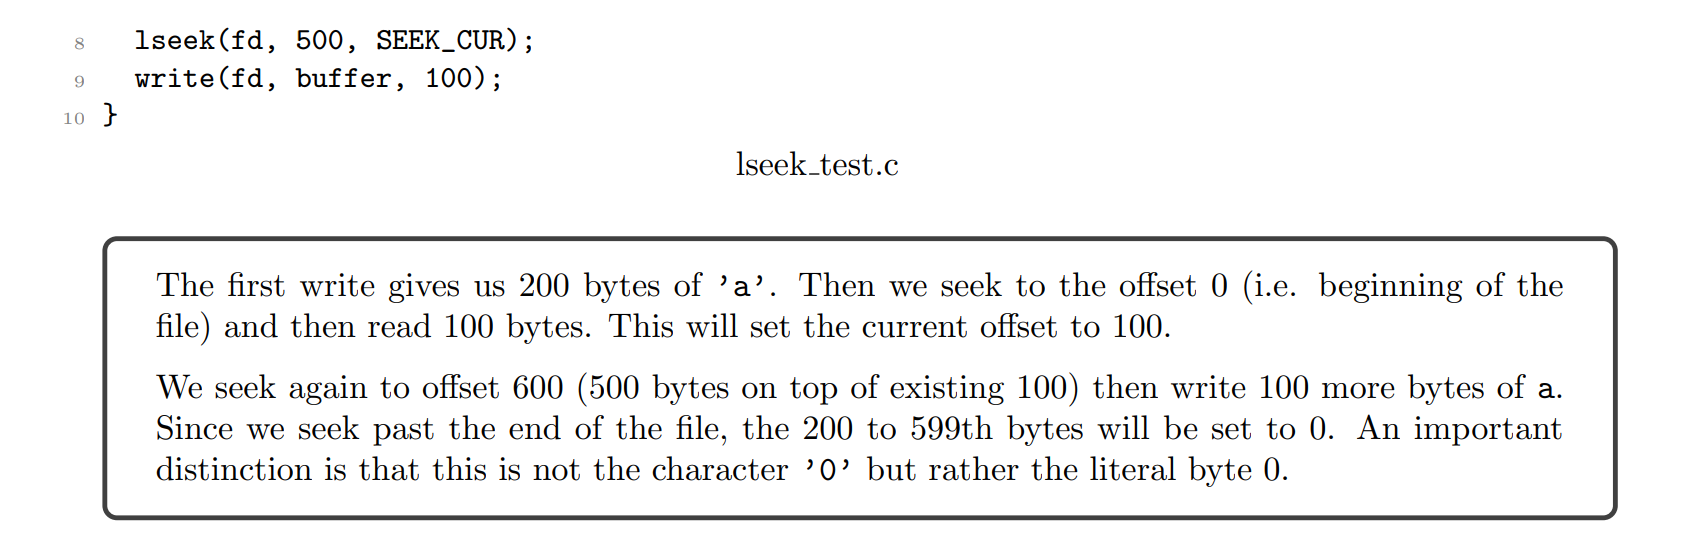 8 lseek(fd, 500, SEEK_CUR);
9 write(fd, buffer, 100);
10 }
lseek_test.c
The first write gives us 200 bytes of ’a’. Then we seek to the offset 0 (i.e. beginning of the
file) and then read 100 bytes. This will set the current offset to 100.
We seek again to offset 600 (500 bytes on top of existing 100) then write 100 more bytes of a.
Since we seek past the end of the file, the 200 to 599th bytes will be set to 0. An important
distinction is that this is not the character ’0’ but rather the literal byte 0.